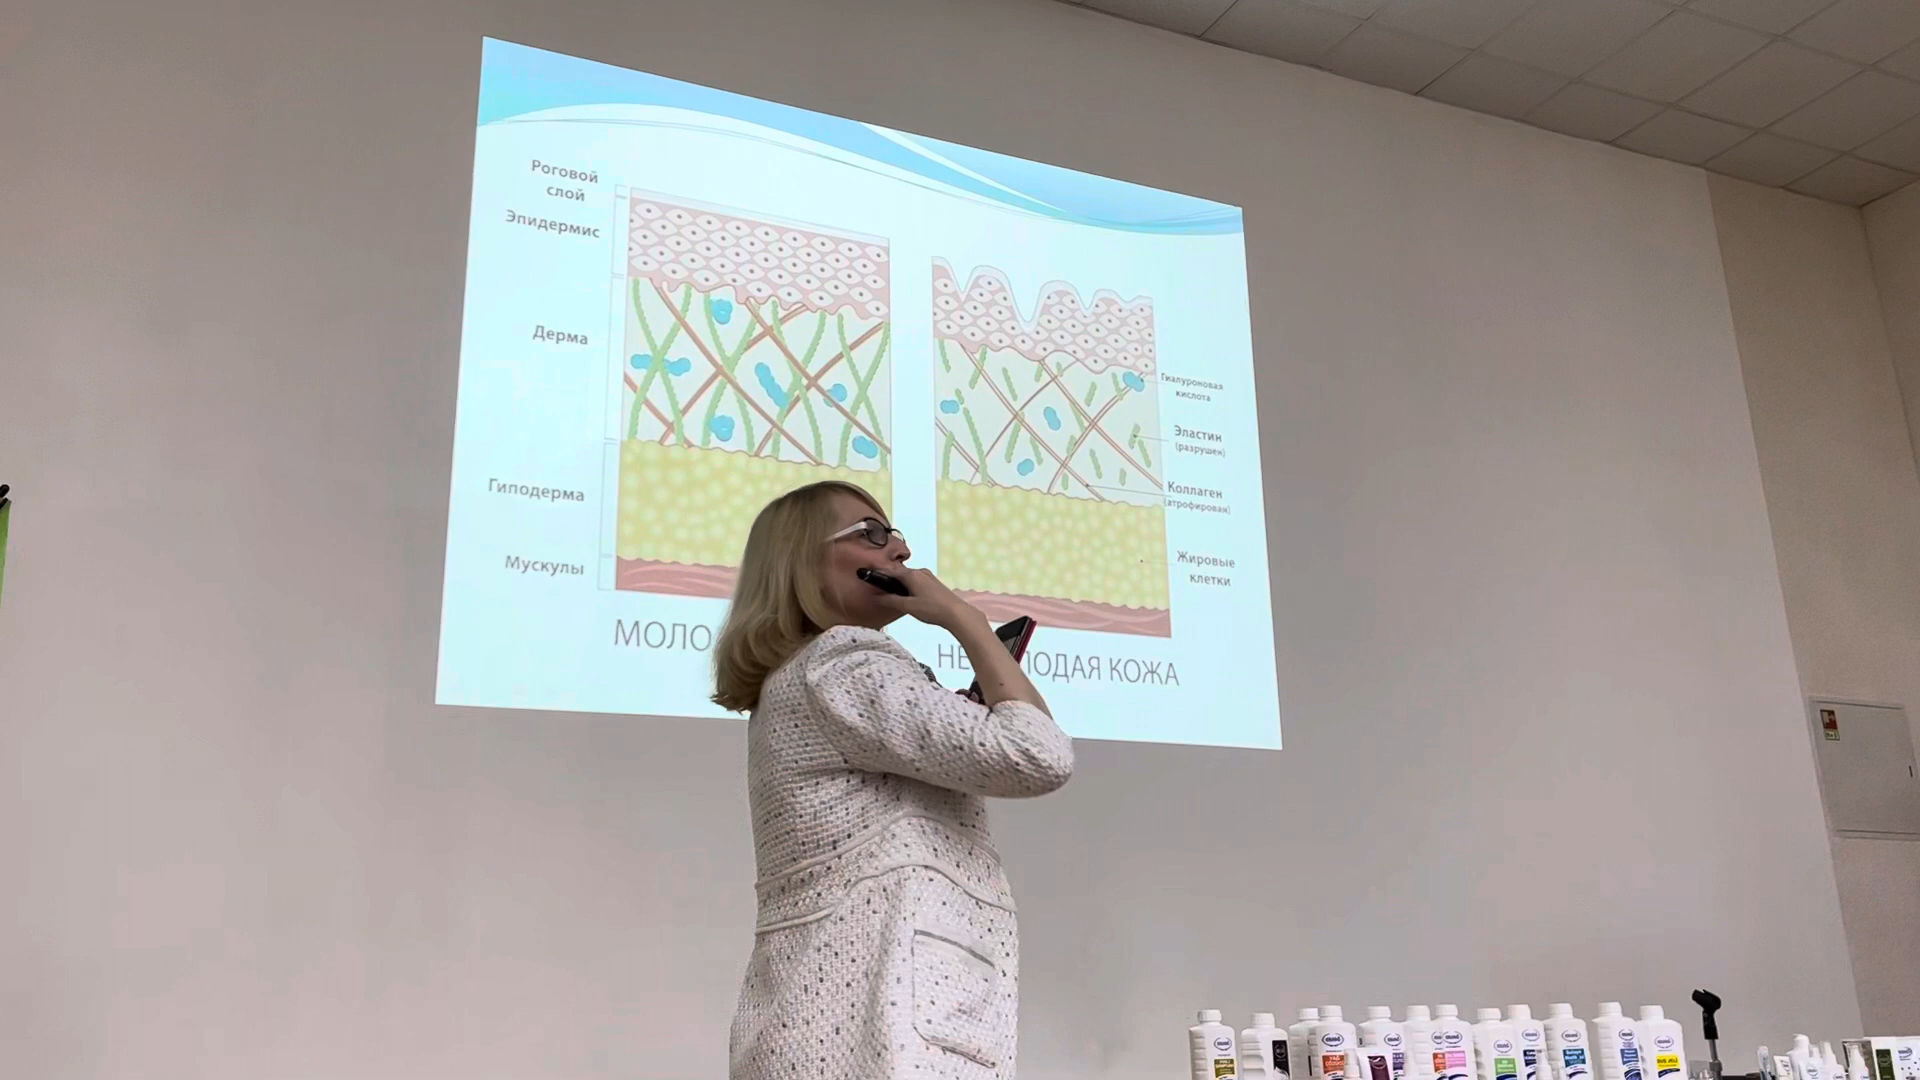 Роговой
слой
Эпидермис
Дерма
Гиподерма
Мускулы
Гиалуроновая
кислота
Эластин
(разрушен)
Коллаген
(атрофирован)
Жировые
клетки
МОЛО
НЕ ОДАЯ КОЖА